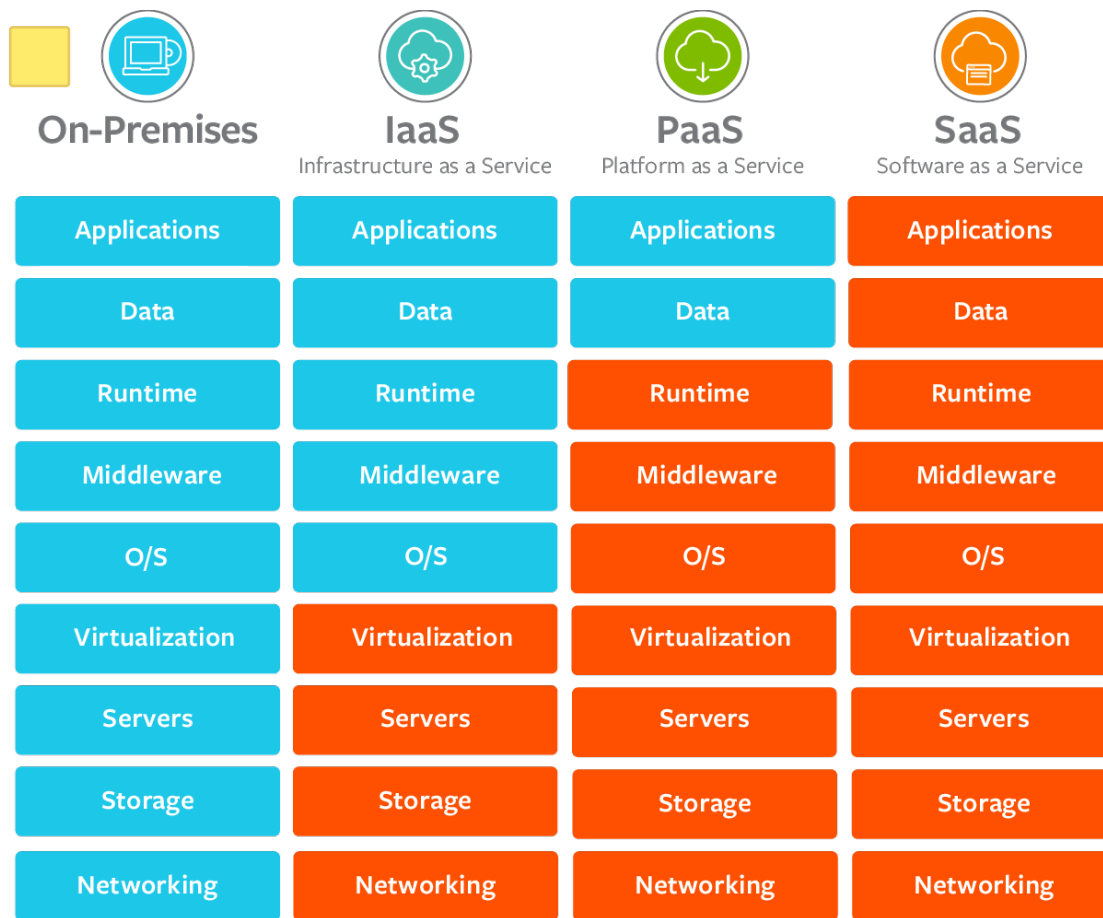 On-Premises IaaS PaaS SaaS
Infrastructure as a Service Platform as a Service Software as a Service
Applications Applications Applications Applications
Data Data Data Data
Runtime Runtime Runtime Runtime
Middleware Middleware Middleware Middleware
O/S O/S O/S O/S
Virtualization Virtualization Virtualization Virtualization
Servers Servers Servers Servers
Storage Storage Storage Storage
Networking Networking Networking Networking